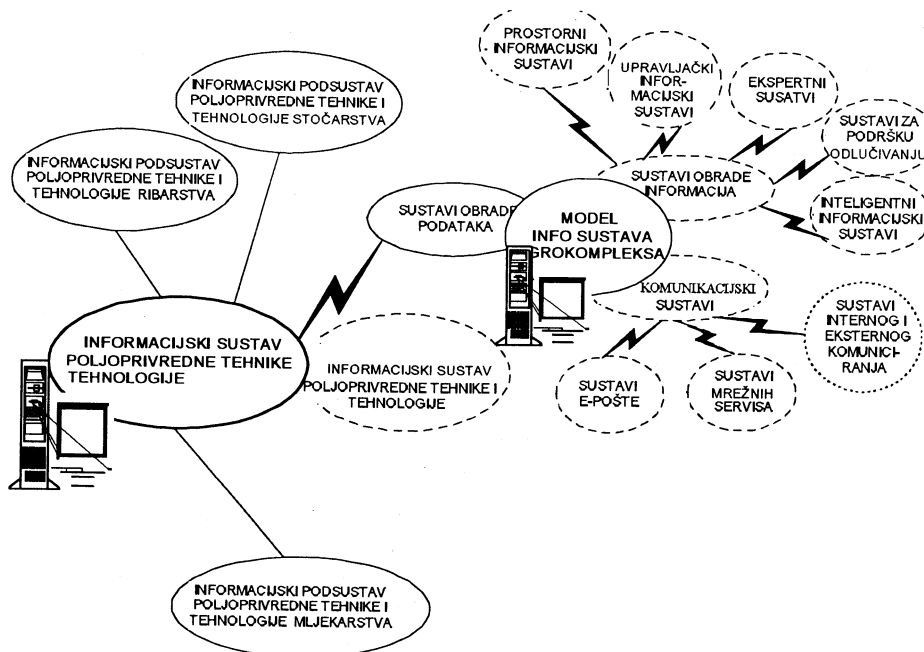 PROSTORNI
INFORMACIJSKI
SUSTAVI
UPRAVLJAČKI
INFOR-
MACIJSKI
SUSTAVI
EKSPERTNI
SUSATVI
SUSTAVI ZA
PODRŠKU
ODLUČIVANJU
INFORMACIJSKI PODSUSTAV
POLJOPRIVREDNE TEHNIKE I
TEHNOLOGIJE STOČARSTVA
INFORMACIJSKI PODSUSTAV
POLJOPRIVREDNE TEHNIKE I
TEHNOLOGIJE RIBARSTVA
SUSTAVI OBRADE
INFORMACIJA
SUSTAVI OBRADE
PODATAKA
MODEL
INFO SUSTAVA
GROKOMPLEKSA
INTELIGENTNI
INFORMACIJSKI
SUSTAVI
KOMUNIKACIJSKI
SUSTAVI
SUSTAVI
INTERNOG I
EKSTERNOG
KOMUNICI-
RANJA
INFORMACIJSKI SUSTAV
POLJOPRIVREDNE TEHNIKE
TEHNOLOGIJE
INFORMACIJSKI SUSTAV
POLJOPRIVREDNE TEHNIKE I
TEHNOLOGIJE
SUSTAVI
E-POŠTE
SUSTAVI
MREŽNIH
SERVISA
INFORMACIJSKI PODSUSTAV
POLJOPRIVREDNE TEHNIKE I
TEHNOLOGIJE MLJEKARSTVA